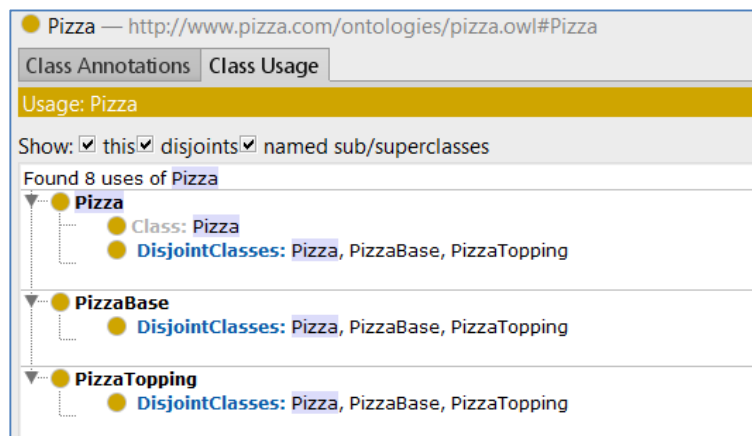 Pizza — http://www.pizza.com/ontologies/pizza.owl#Pizza
Class Annotations Class Usage
Usage: Pizza
Show: this disjoints named sub/superclasses
Found 8 uses of Pizza
Pizza
Class: Pizza
DisjointClasses: Pizza, PizzaBase, PizzaTopping
PizzaBase
DisjointClasses: Pizza, PizzaBase, PizzaTopping
PizzaTopping
DisjointClasses: Pizza, PizzaBase, PizzaTopping